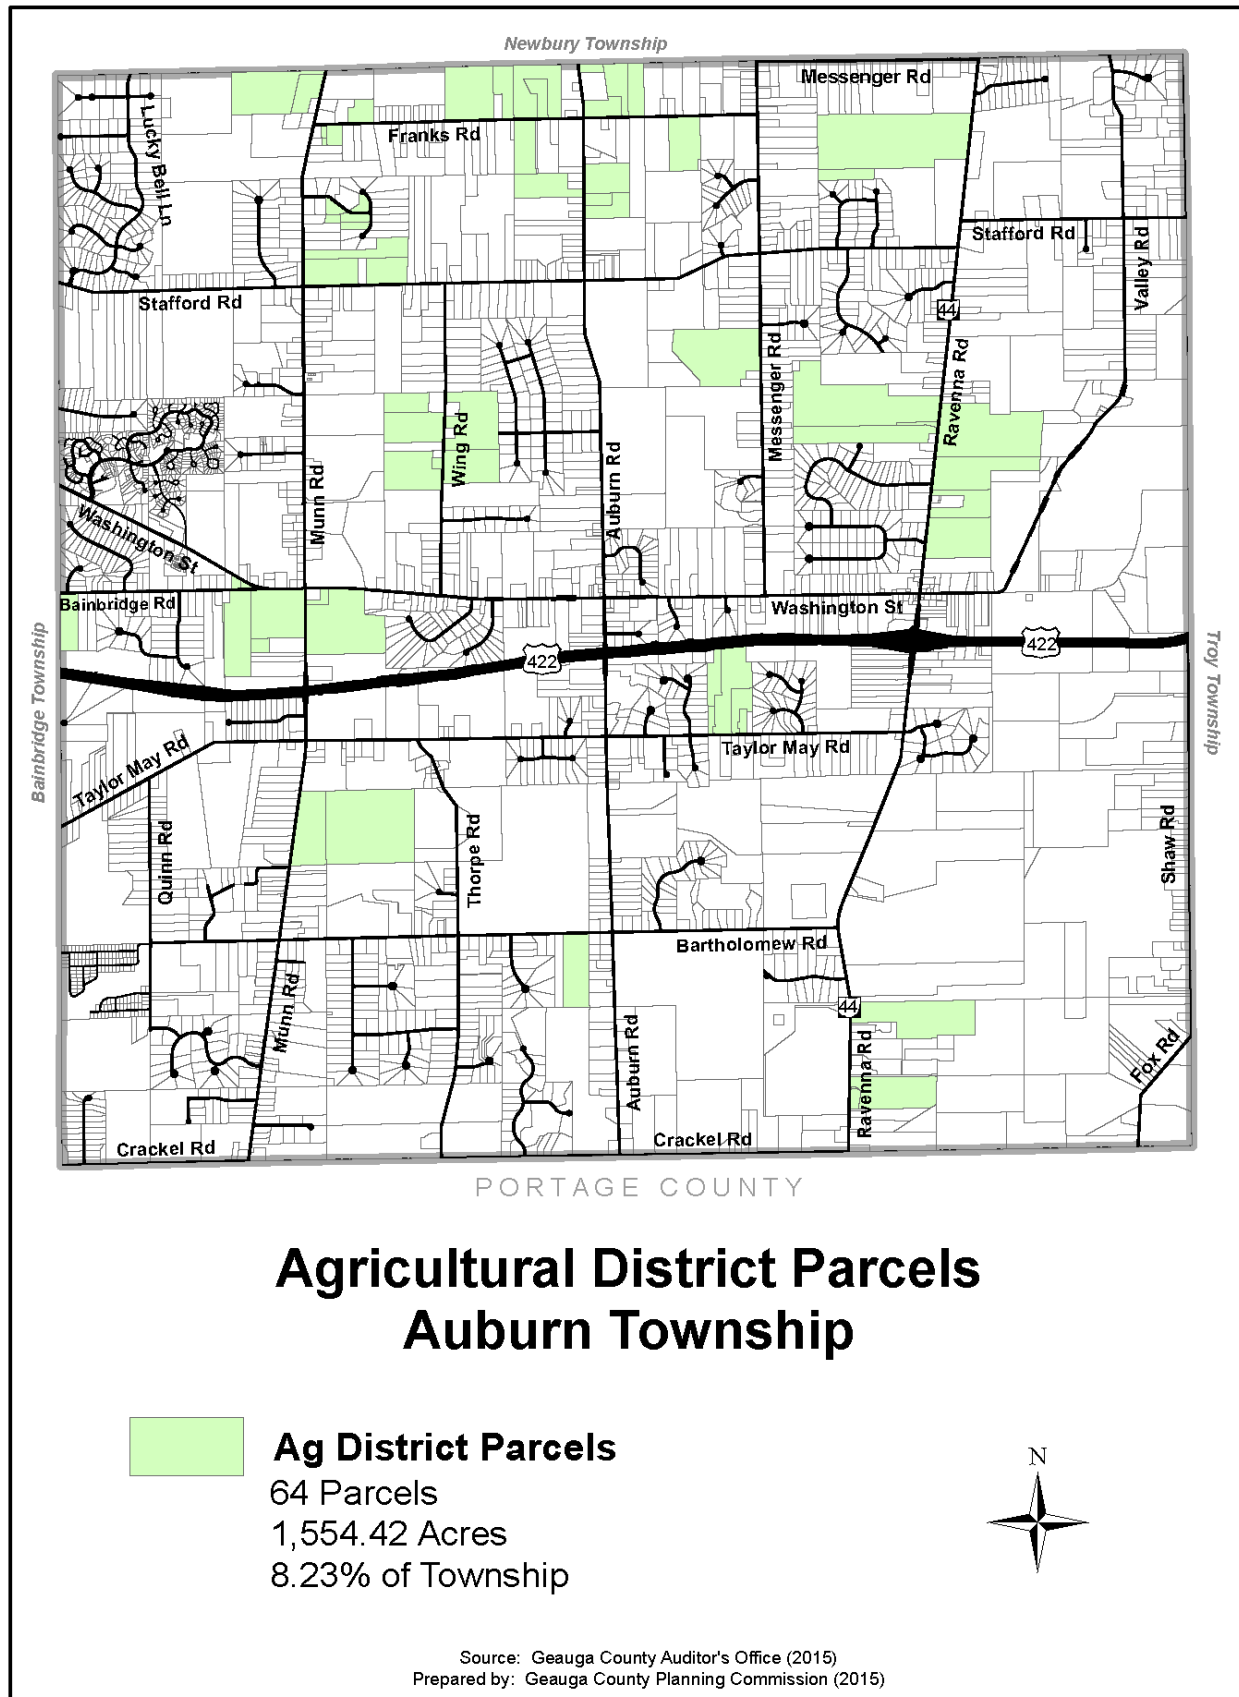 Newbury Township
Messenger Rd
Franks Rd
Lucky Bell Ln
Stafford Rd
Valley Rd
Stafford Rd
44
Messenger Rd
Ravenna Rd
Wing Rd
Auburn Rd
Munn Rd
Washington St
Bainbridge Rd
Washington St
422
422
Bainbridge Township
Troy Township
Taylor May Rd
Taylor May Rd
Quinn Rd
Thorpe Rd
Shaw Rd
Bartholomew Rd
Munn Rd
44
Auburn Rd
Ravenna Rd
Fox Rd
Crackel Rd
Crackel Rd
PORTAGE COUNTY
Agricultural District Parcels
Auburn Township
Ag District Parcels
64 Parcels
1,554.42 Acres
8.23% of Township
N
Source: Geauga County Auditor's Office (2015)
Prepared by: Geauga County Planning Commission (2015)